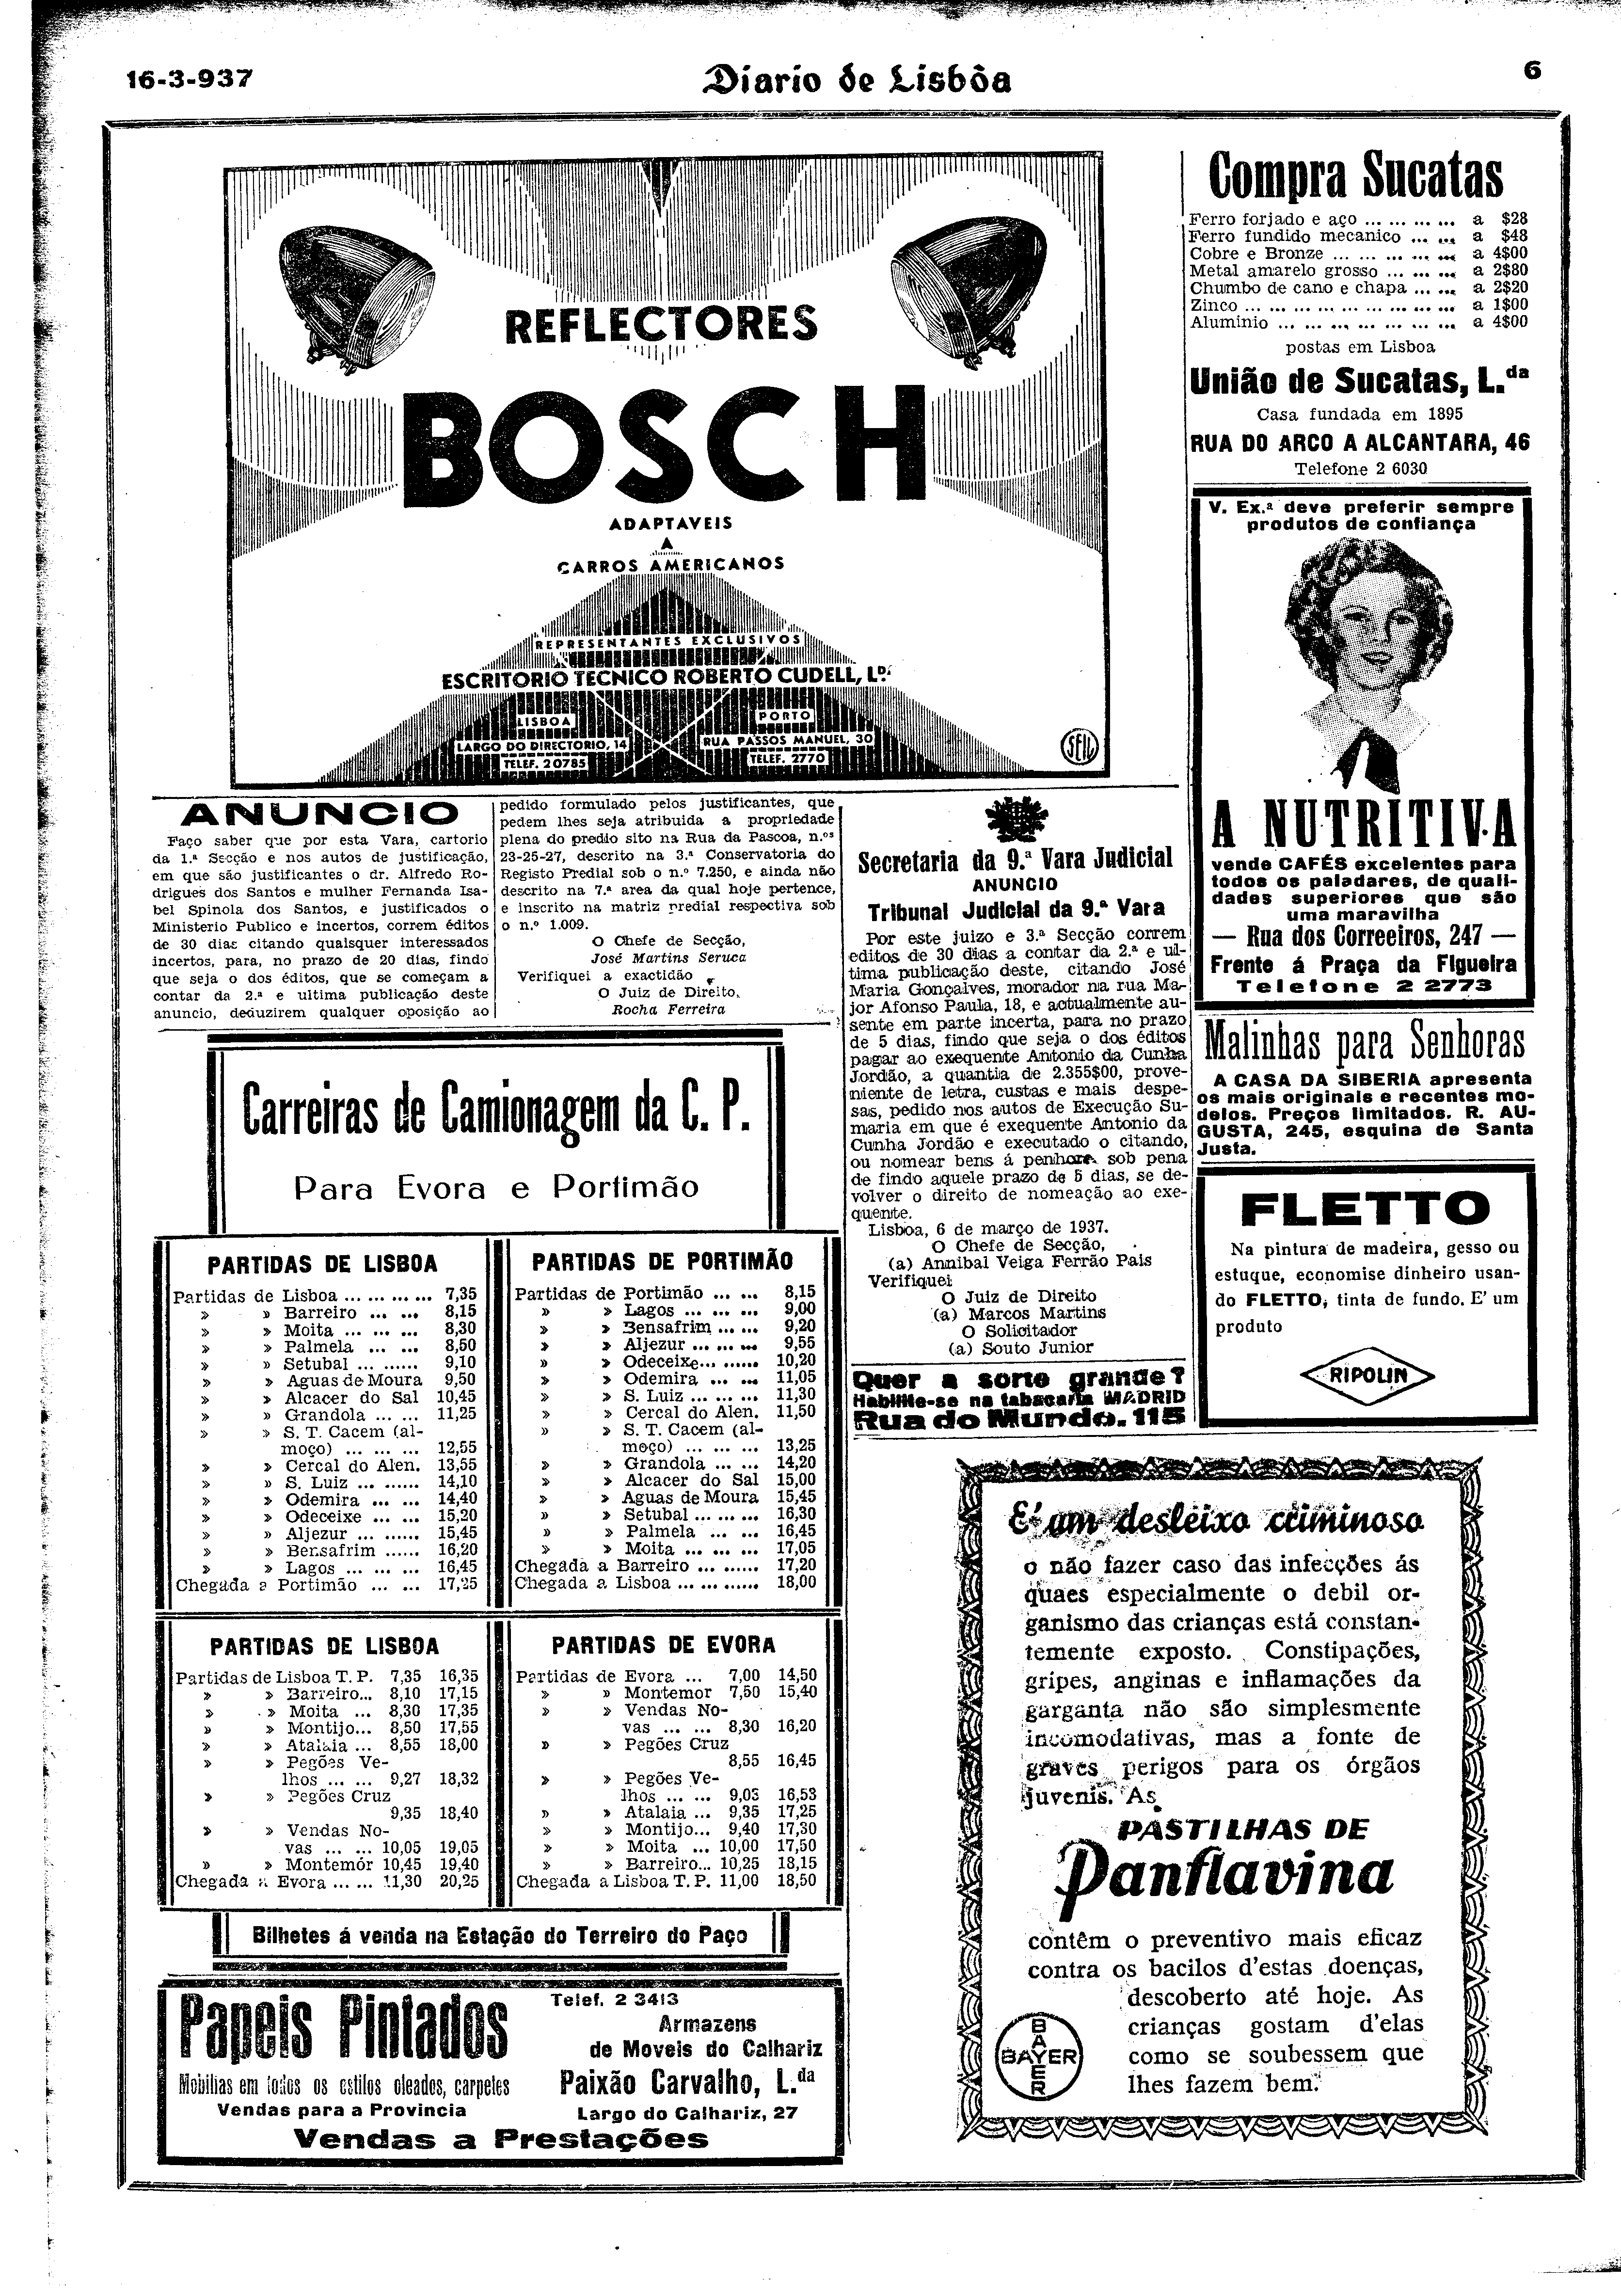 16-3-937
Diario de Lisbôa
6
REFLECTORES
BOSCH
ADAPTAVEIS
A
CARROS AMERICANOS
REPRESENTANTES EXCLUSIVOS
ESCRITORIO TECNICO ROBERTO CUDELL, L.DA
LISBOA
LARGO DO DIRECTORIO, 14
TELEF. 20785
PORTO
RUA PASSOS MANUEL, 30
TELEF. 2770
Compra Sucatas
Ferro forjado e aço ... ... ... ... a $28
Ferro fundido mecanico ... ... a $48
Cobre e Bronze ... ... ... ... ... a 4$00
Metal amarelo grosso ... ... ... a 2$80
Chumbo de cano e chapa ... ... a 2$20
Zinco ... ... ... ... ... ... ... ... ... a 1$00
Aluminio ... ... ... ... ... ... ... a 4$00
postas em Lisboa
União de Sucatas, L.da
Casa fundada em 1895
RUA DO ARCO A ALCANTARA, 46
Telefone 2 6030
V. Ex.ª deve preferir sempre
produtos de confiança
A NUTRITIVA
vende CAFÉS excelentes para
todos os paladares, de quali-
dades superiores que são
uma maravilha
— Rua dos Correeiros, 247 —
Frente á Praça da Figueira
Telefone 2 2773
ANUNCIO
Faço saber que por esta Vara, cartorio
da 1.ª Secção e nos autos de justificação,
em que são justificantes o dr. Alfredo Ro-
drigues dos Santos e mulher Fernanda Isa-
bel Spinola dos Santos, e justificados o
Ministerio Publico e incertos, correm éditos
de 30 dias citando quaisquer interessados
incertos, para, no prazo de 20 dias, findo
que seja o dos éditos, que se começam a
contar da 2.ª e ultima publicação deste
anuncio, deduzirem qualquer oposição ao
pedido formulado pelos justificantes, que
pedem lhes seja atribuida a propriedade
plena do predio sito na Rua da Pascoa, n.os
23-25-27, descrito na 3.ª Conservatoria do
Registo Predial sob o n.º 7.250, e ainda não
descrito na 7.ª area da qual hoje pertence,
e inscrito na matriz predial respectiva sob
o n.º 1.009.
O Chefe de Secção,
José Martins Seruca
Verifiquei a exactidão
O Juiz de Direito,
Rocha Ferreira
Secretaria da 9.ª Vara Judicial
ANUNCIO
Tribunal Judicial da 9.ª Vara
Por este juizo e 3.ª Secção correm
editos de 30 dias a contar da 2.ª e ul-
tima publicação deste, citando José
Maria Gonçalves, morador na rua Ma-
jor Afonso Paula, 18, e actualmente au-
sente em parte incerta, para no prazo
de 5 dias, findo que seja o dos éditos
pagar ao exequente Antonio da Cunha
Jordão, a quantia de 2.355$00, prove-
niente de letra, custas e mais despe-
sas, pedido nos autos de Execução Su-
maria em que é exequente Antonio da
Cunha Jordão e executado o citando,
ou nomear bens á penhora sob pena
de findo aquele prazo de 5 dias, se de-
volver o direito de nomeação ao exe-
quente.
Lisboa, 6 de março de 1937.
O Chefe de Secção,
(a) Annibal Veiga Ferrão Pais
Verifiquei
O Juiz de Direito
(a) Marcos Martins
O Solicitador
(a) Souto Junior
Quer a sorte grande?
Habilite-se na tabacaria MADRID
Rua do Mundo, 115
Malinhas para Senhoras
A CASA DA SIBERIA apresenta
os mais originais e recentes mo-
delos. Preços limitados. R. AU-
GUSTA, 245, esquina de Santa
Justa.
FLETTO
Na pintura de madeira, gesso ou
estuque, economise dinheiro usan-
do FLETTO, tinta de fundo. E' um
produto
RIPOLIN
Carreiras de Camionagem da C. P.
Para Evora e Portimão
PARTIDAS DE LISBOA
Partidas de Lisboa ... ... ... ... 7,35
» » Barreiro ... ... 8,15
» » Moita ... ... ... 8,30
» » Palmela ... ... 8,50
» » Setubal ... ...... 9,10
» » Aguas de Moura 9,50
» » Alcacer do Sal 10,45
» » Grandola ... ... 11,25
» » S. T. Cacem (al-
moço) ... ... ... 12,55
» » Cercal do Alen. 13,55
» » S. Luiz ... ...... 14,10
» » Odemira ... ... 14,40
» » Odeceixe ... ... 15,20
» » Aljezur ... ...... 15,45
» » Bensafrim ...... 16,20
» » Lagos ... ... ... 16,45
Chegada a Portimão ... ... 17,25
PARTIDAS DE PORTIMÃO
Partidas de Portimão ... ... 8,15
» » Lagos ... ... ... 9,00
» » Bensafrim ... ... 9,20
» » Aljezur ... ... ... 9,55
» » Odeceixe... ...... 10,20
» » Odemira ... ... 11,05
» » S. Luiz ... ... ... 11,30
» » Cercal do Alen. 11,50
» » S. T. Cacem (al-
moço) ... ... ... 13,25
» » Grandola ... ... 14,20
» » Alcacer do Sal 15,00
» » Aguas de Moura 15,45
» » Setubal ... ... ... 16,30
» » Palmela ... ... 16,45
» » Moita ... ... ... 17,05
Chegada a Barreiro ... ...... 17,20
Chegada a Lisboa ... ... ...... 18,00
PARTIDAS DE LISBOA
Partidas de Lisboa T. P. 7,35 16,35
» » Barreiro... 8,10 17,15
» » Moita ... 8,30 17,35
» » Montijo... 8,50 17,55
» » Atalaia ... 8,55 18,00
» » Pegões Ve-
lhos ... ... 9,27 18,32
» » Pegões Cruz
9,35 18,40
» » Vendas No-
vas ... ... 10,05 19,05
» » Montemór 10,45 19,40
Chegada a Evora ... ... 11,30 20,25
PARTIDAS DE EVORA
Partidas de Evora ... 7,00 14,50
» » Montemor 7,50 15,40
» » Vendas No-
vas ... ... 8,30 16,20
» » Pegões Cruz
8,55 16,45
» » Pegões Ve-
lhos ... ... 9,03 16,53
» » Atalaia ... 9,35 17,25
» » Montijo... 9,40 17,30
» » Moita ... 10,00 17,50
» » Barreiro... 10,25 18,15
Chegada a Lisboa T. P. 11,00 18,50
Bilhetes á venda na Estação do Terreiro do Paço
Papeis Pintados
Mobilias em todos os estilos oleados, carpetes
Vendas para a Provincia
Telef. 2 3413
Armazens
de Moveis do Calhariz
Paixão Carvalho, L.da
Largo do Calhariz, 27
Vendas a Prestações
E' um desleixo criminoso
o não fazer caso das infecções ás
quaes especialmente o debil or-
ganismo das crianças está constan-
temente exposto. Constipações,
gripes, anginas e inflamações da
garganta não são simplesmente
incomodativas, mas a fonte de
graves perigos para os órgãos
juvenis. As
PASTILHAS DE
Panflavina
contêm o preventivo mais eficaz
contra os bacilos d'estas doenças,
descoberto até hoje. As
crianças gostam d'elas
como se soubessem que
lhes fazem bem.
BAYER
BAYER